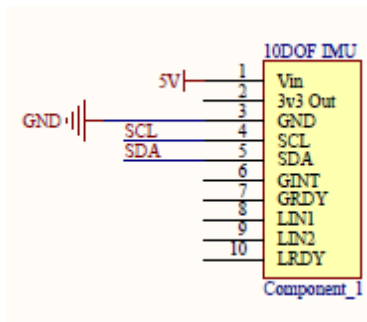 10DOF IMU
5V 1 Vin
2 3v3 Out
GND 3 GND
SCL 4 SCL
SDA 5 SDA
6 GINT
7 GRDY
8 LIN1
9 LIN2
10 LRDY
Component_1